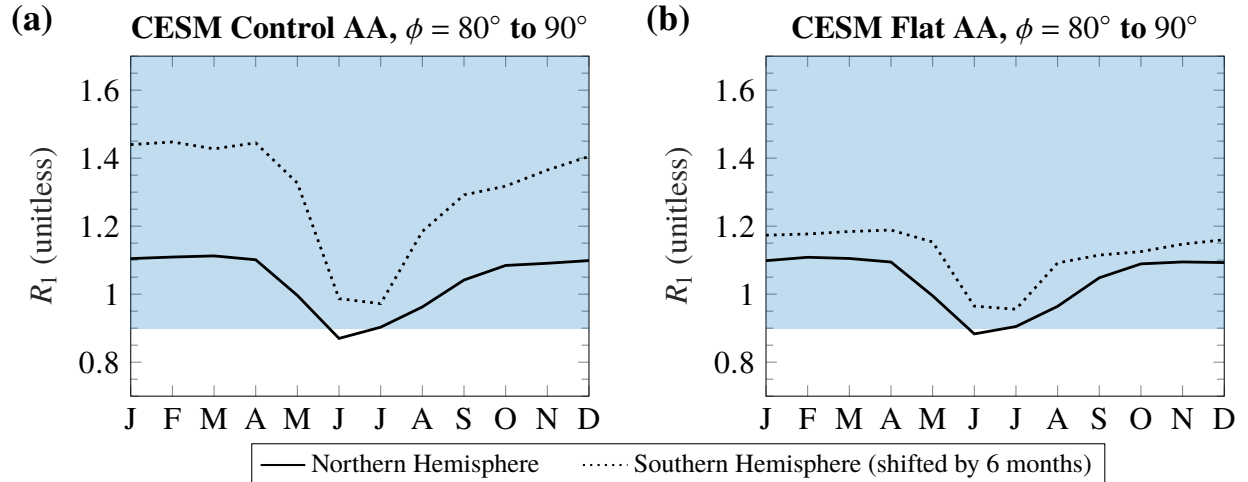 (a) CESM Control AA, ϕ = 80° to 90°
R₁ (unitless)
1.6
1.4
1.2
1
0.8
J F M A M J J A S O N D
(b) CESM Flat AA, ϕ = 80° to 90°
R₁ (unitless)
1.6
1.4
1.2
1
0.8
J F M A M J J A S O N D
Northern Hemisphere Southern Hemisphere (shifted by 6 months)